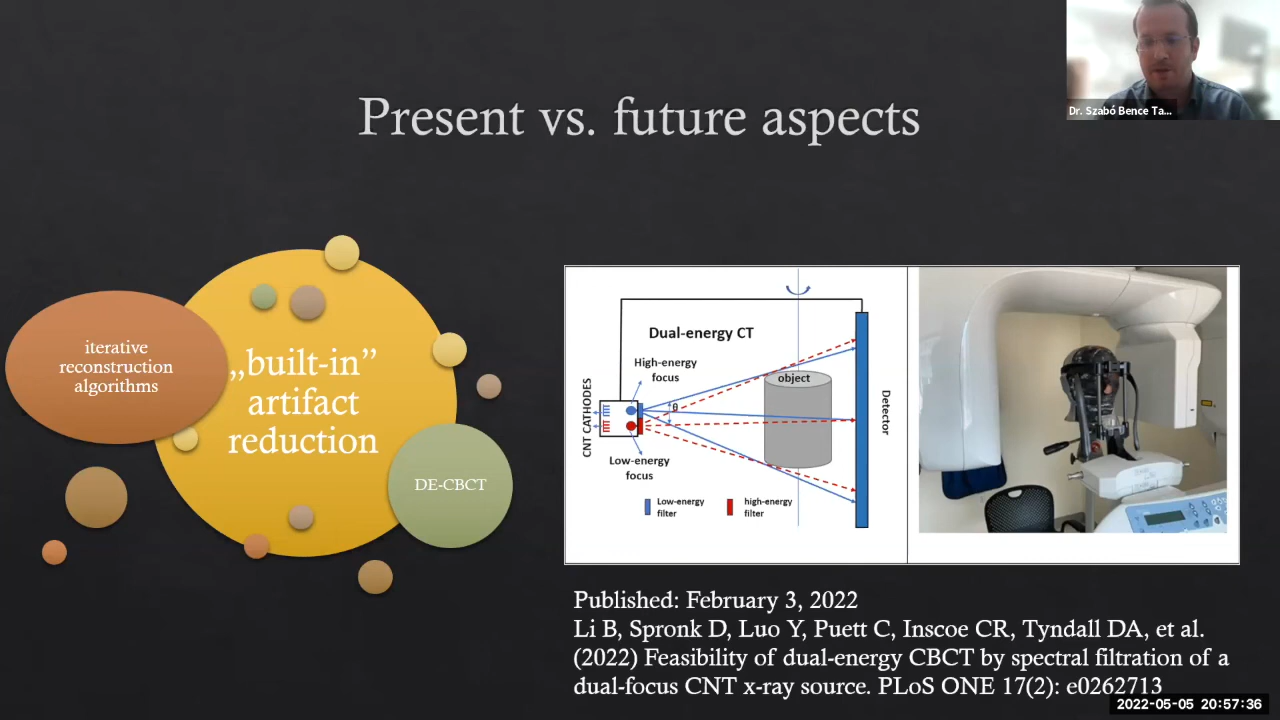 Present vs. future aspects
Dr. Szabó Bence Ta...
iterative
reconstruction
algorithms
„built-in”
artifact
reduction
DE-CBCT
Dual-energy CT
High-energy
focus
object
θ
CNT CATHODES
Detector
Low-energy
focus
Low-energy
filter
high-energy
filter
Published: February 3, 2022
Li B, Spronk D, Luo Y, Puett C, Inscoe CR, Tyndall DA, et al.
(2022) Feasibility of dual-energy CBCT by spectral filtration of a
dual-focus CNT x-ray source. PLoS ONE 17(2): e0262713
2022-05-05 20:57:36